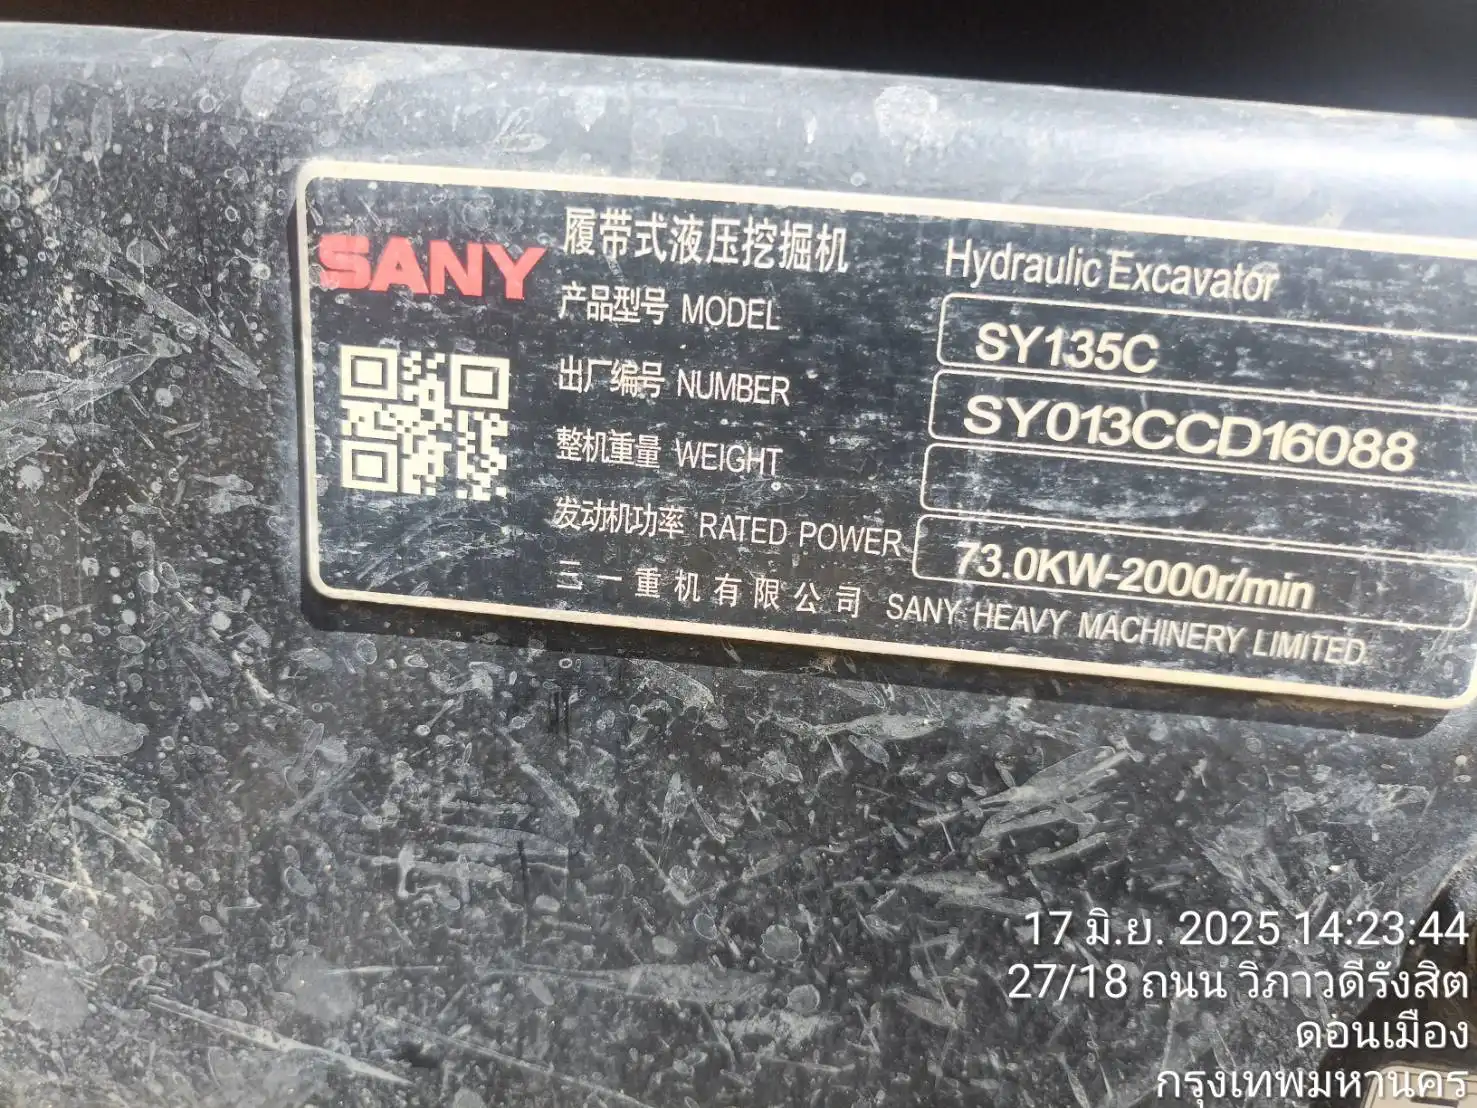 SANY
履带式液压挖掘机 Hydraulic Excavator
产品型号 MODEL SY135C
出厂编号 NUMBER SY013CCD16088
整机重量 WEIGHT
发动机功率 RATED POWER 73.0KW-2000r/min
三一重机有限公司 SANY HEAVY MACHINERY LIMITED
17 มิ.ย. 2025 14:23:44
27/18 ถนน วิภาวดีรังสิต
ดอนเมือง
กรุงเทพมหานคร